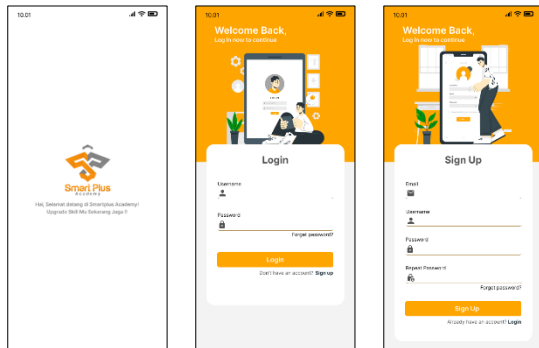 10.01
Smart Plus
Academy
Hai, Selamat datang di Smartplus Academy!
Upgrade Skill Mu Sekarang Juga !!
10.01
Welcome Back,
Log in now to continue
Login
Username
Password
Forget password?
Login
Don't have an account? Sign up
10.01
Welcome Back,
Log in now to continue
Sign Up
Email
Username
Password
Repeat Password
Forget password?
Sign Up
Already have an account? Login